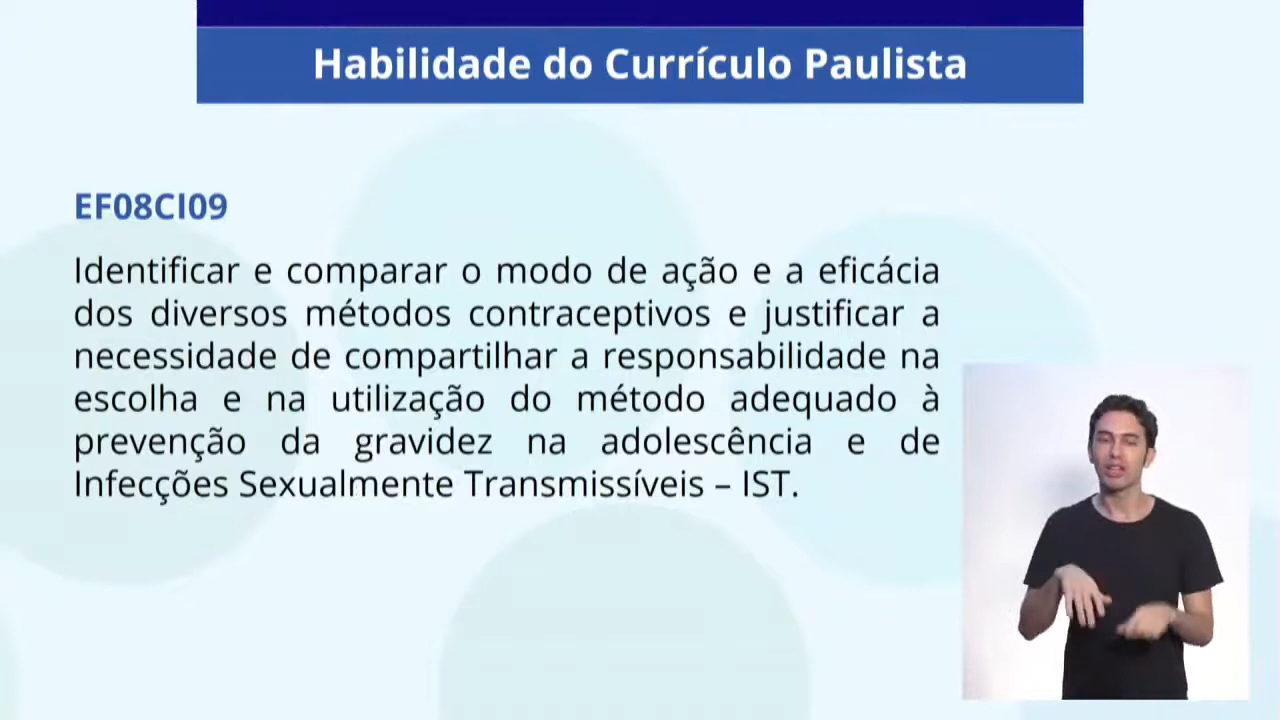 Habilidade do Currículo Paulista
EF08CI09
Identificar e comparar o modo de ação e a eficácia
dos diversos métodos contraceptivos e justificar a
necessidade de compartilhar a responsabilidade na
escolha e na utilização do método adequado à
prevenção da gravidez na adolescência e de
Infecções Sexualmente Transmissíveis – IST.